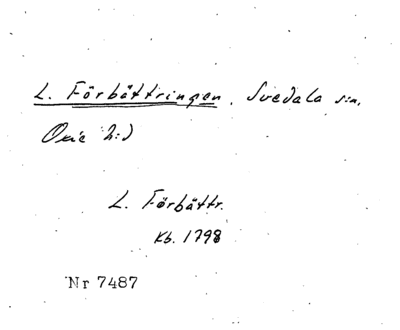 L. Förbättringen. Svedala s:n,
Oxie h:d
L. Förbättr.
Kb. 1798
Nr 7487